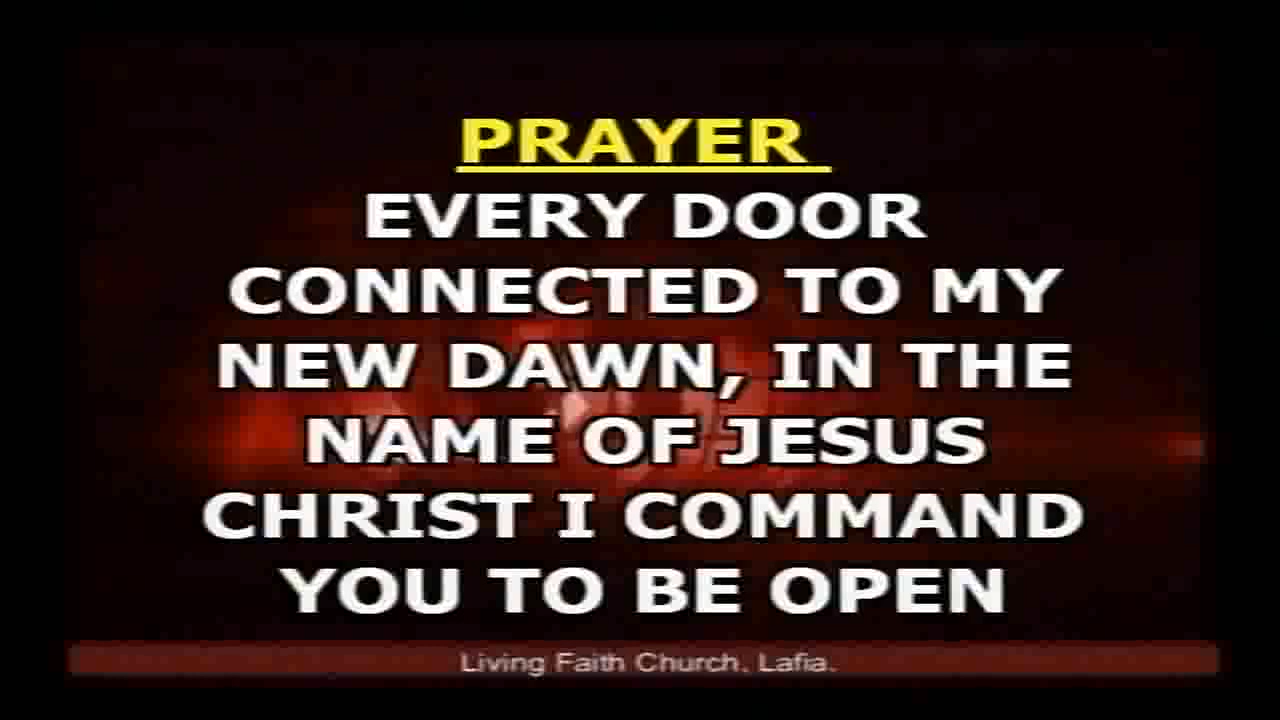 PRAYER
EVERY DOOR
CONNECTED TO MY
NEW DAWN, IN THE
NAME OF JESUS
CHRIST I COMMAND
YOU TO BE OPEN
Living Faith Church, Lafia.